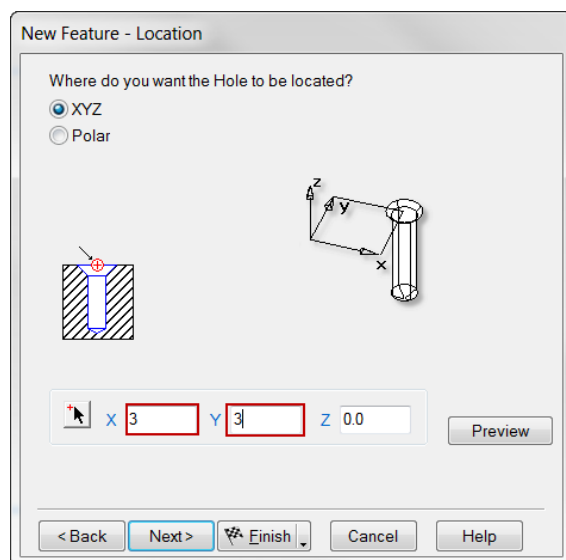 New Feature - Location
Where do you want the Hole to be located?
XYZ
Polar
z
y
x
X 3 Y 3 Z 0.0
Preview
< Back Next > Finish Cancel Help